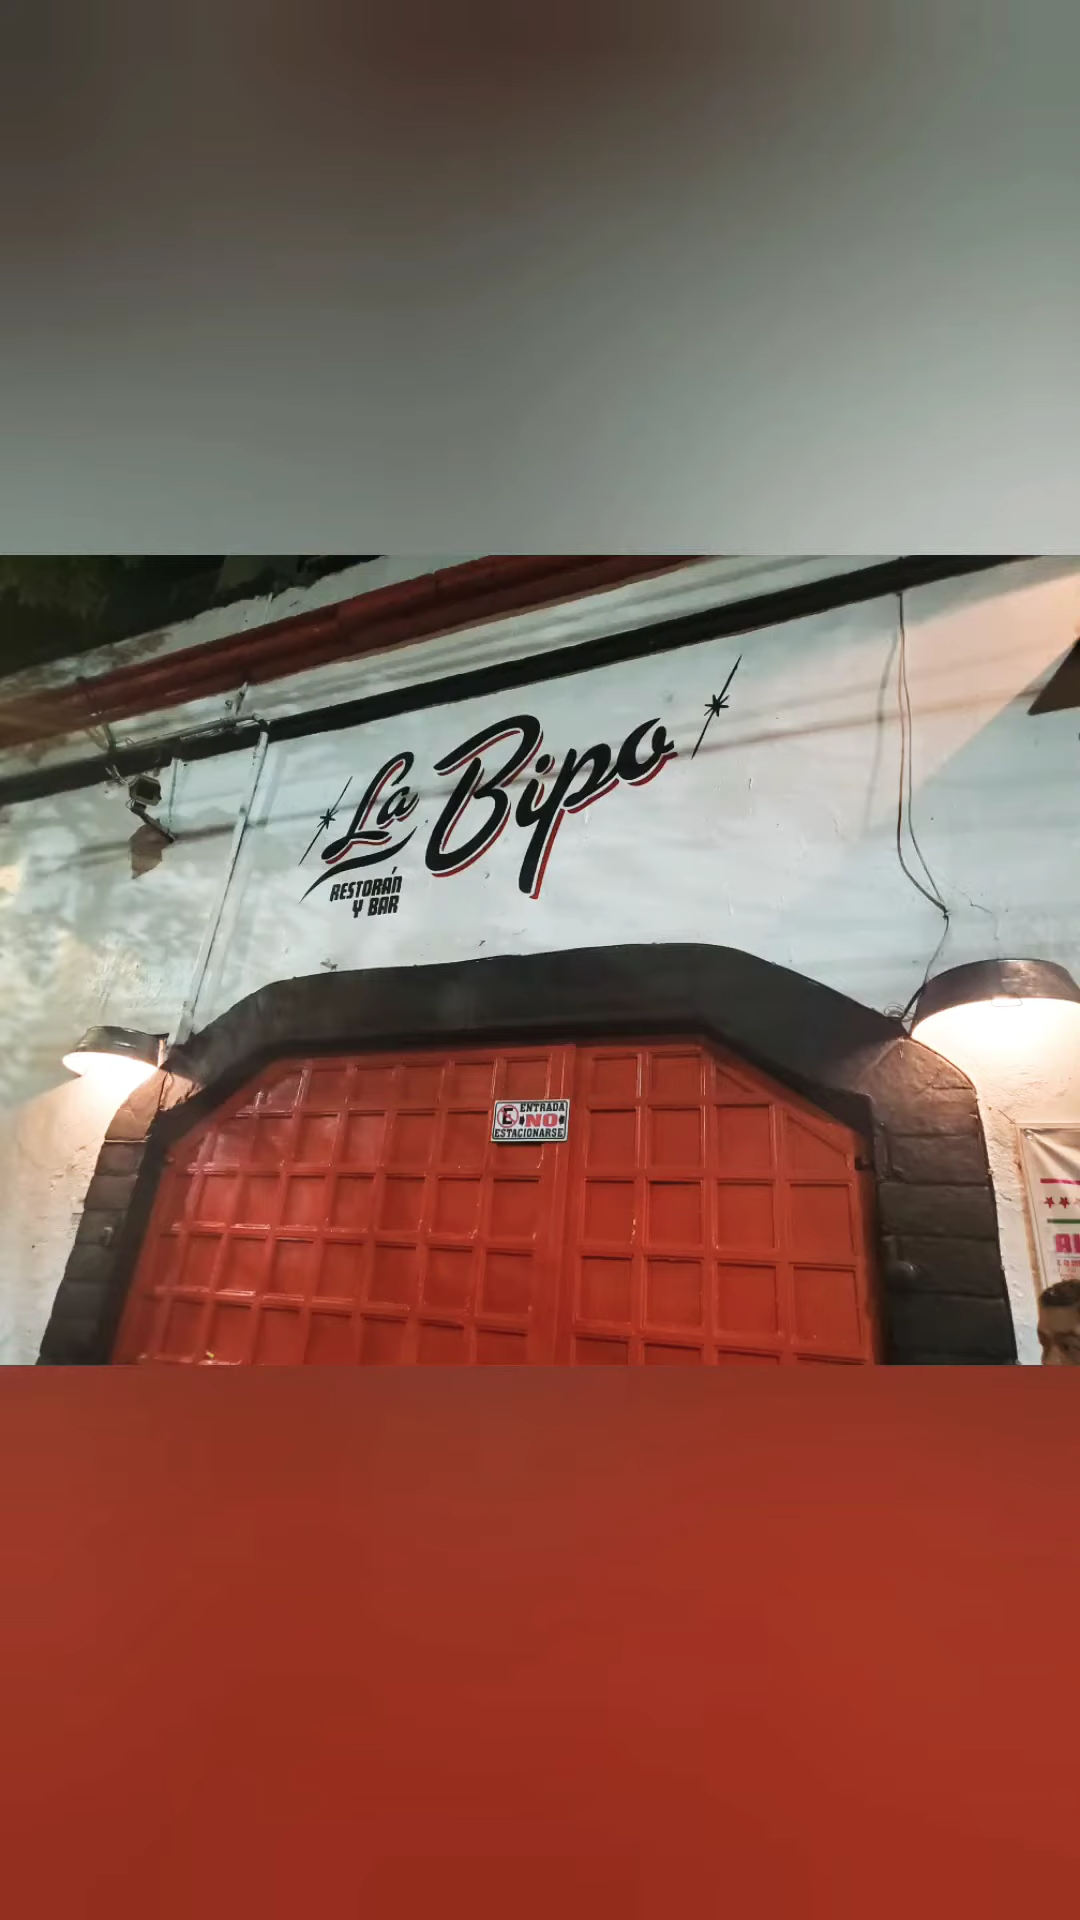 La Bipo
RESTORÁN
Y BAR
E ENTRADA
NO
ESTACIONARSE